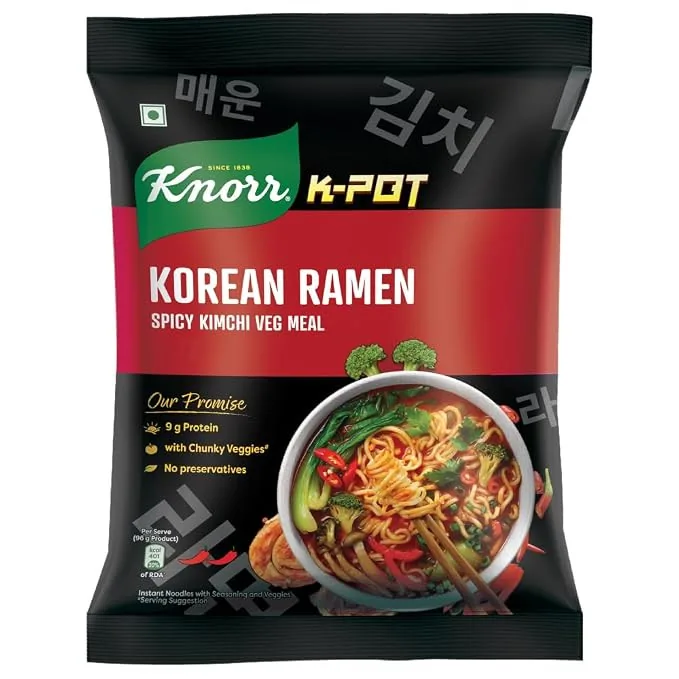 매운
김치
SINCE 1838
Knorr®
K-POT
KOREAN RAMEN
SPICY KIMCHI VEG MEAL
Our Promise
9 g Protein
with Chunky Veggies#
No preservatives
Per Serve
(96 g Product)
kcal
401
20%
of RDA^
Instant Noodles with Seasoning and Veggies
*Serving Suggestion